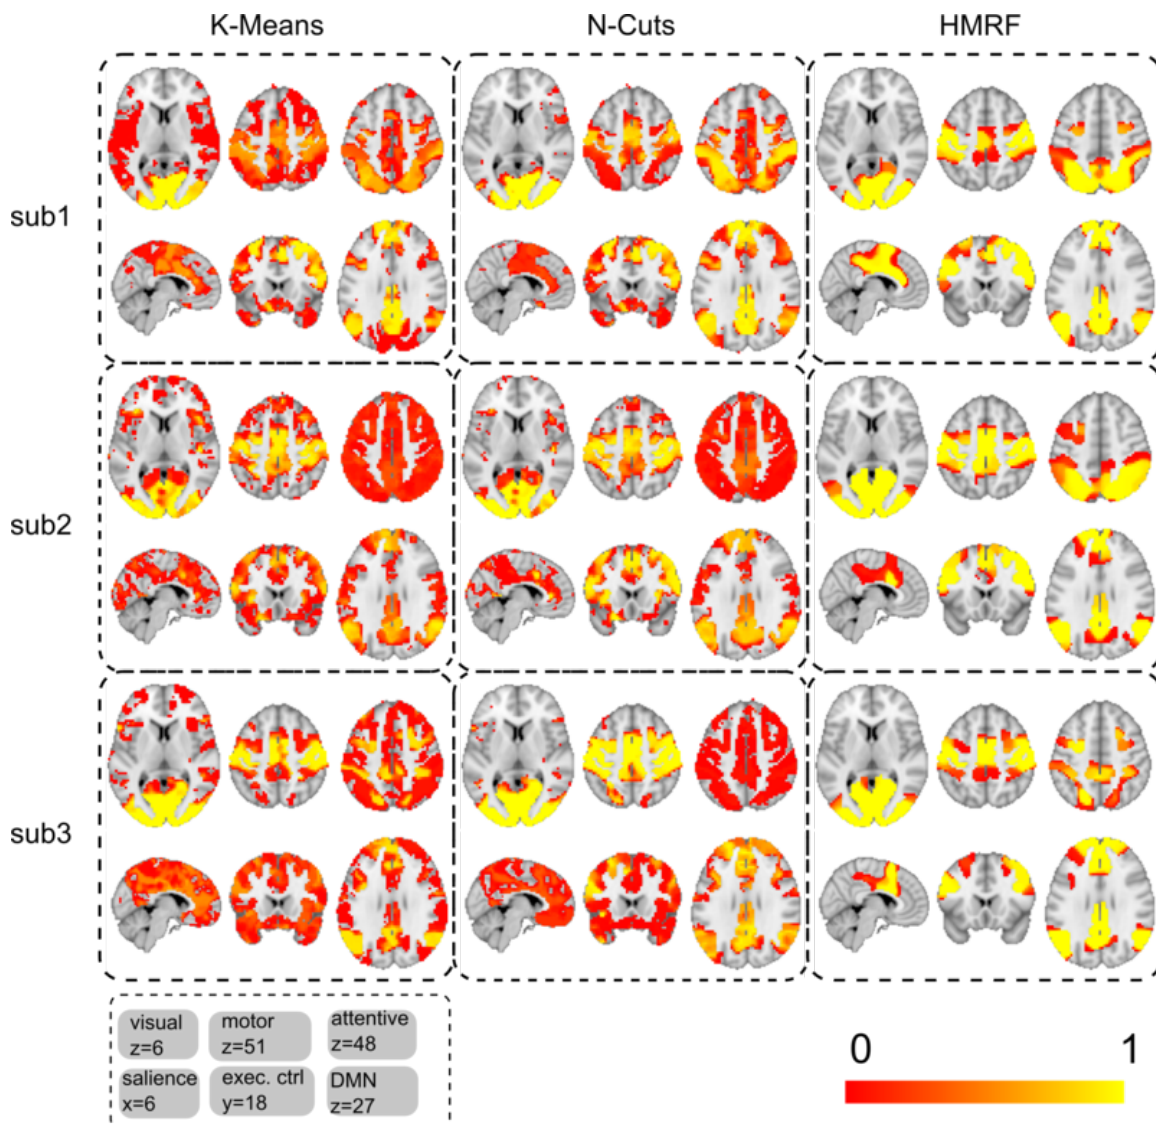 K-Means N-Cuts HMRF
sub1
sub2
sub3
visual
z=6
motor
z=51
attentive
z=48
salience
x=6
exec. ctrl
y=18
DMN
z=27
0 1